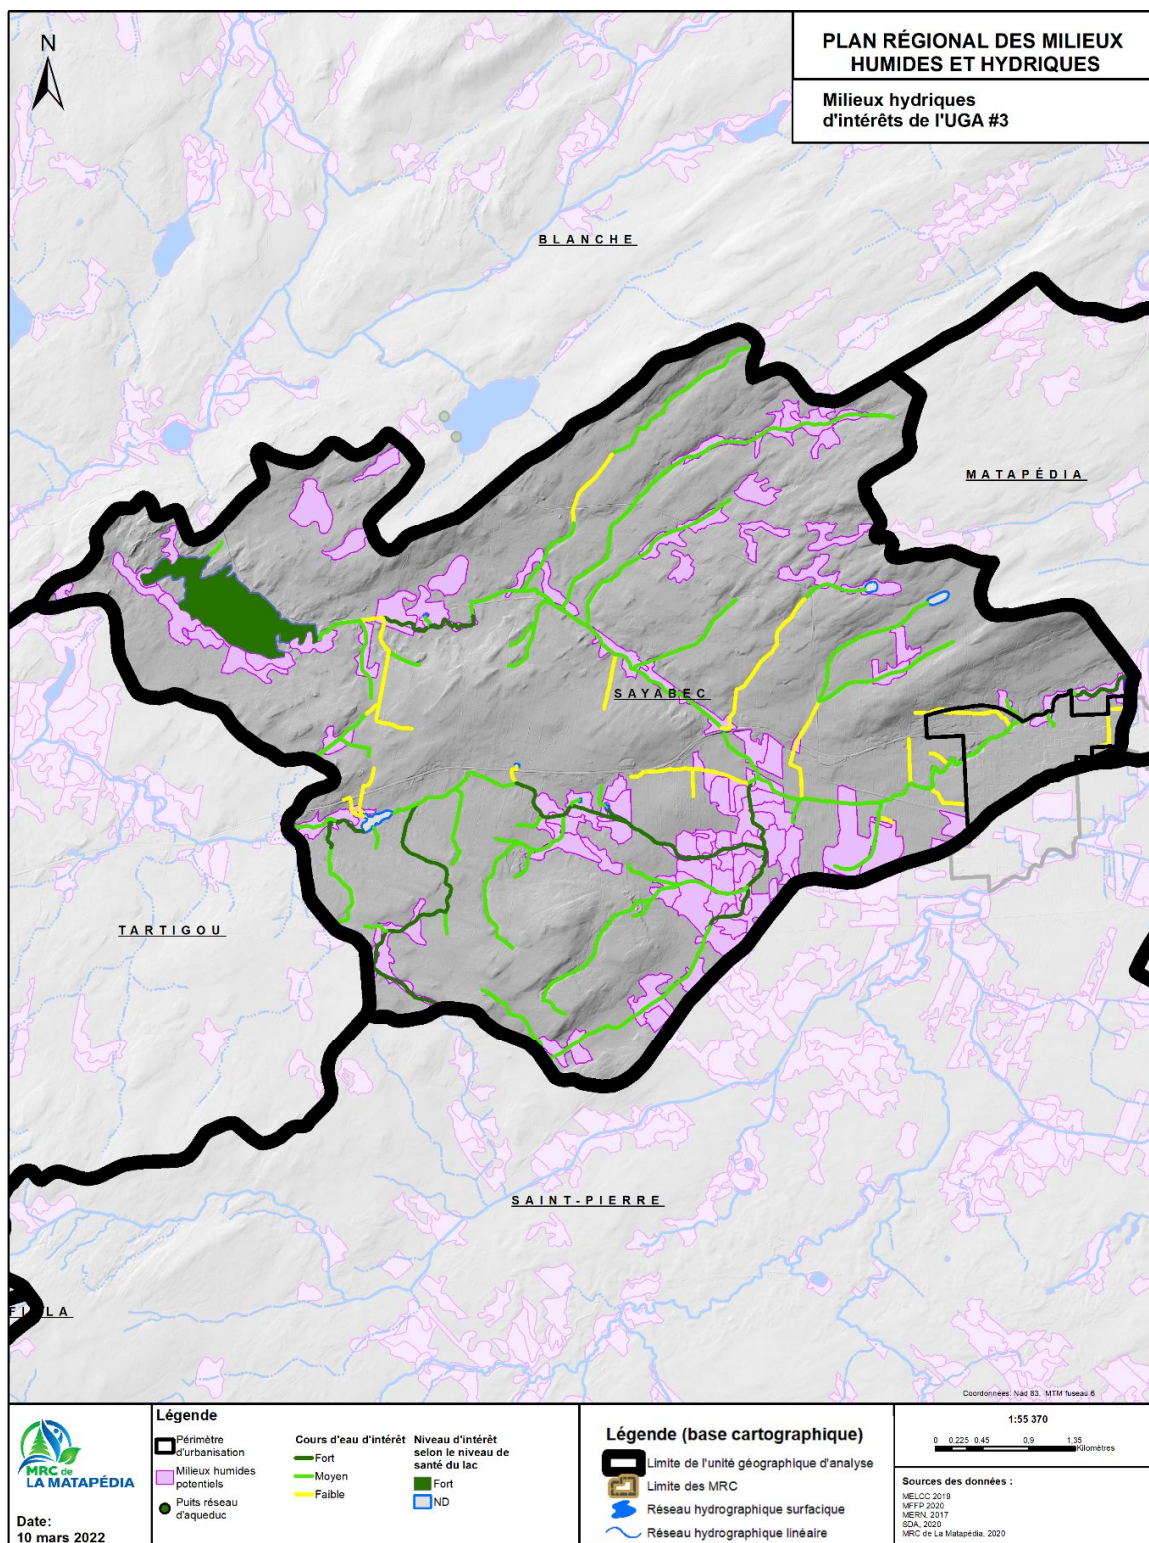 PLAN RÉGIONAL DES MILIEUX
HUMIDES ET HYDRIQUES
Milieux hydriques
d'intérêts de l'UGA #3
N
BLANCHE
MATAPÉDIA
SAYABEC
TARTIGOU
SAINT-PIERRE
Coordonnées: Nad 83, MTM fuseau 6
MRC de
LA MATAPÉDIA
Date:
10 mars 2022
Légende
Périmètre
d'urbanisation
Milieux humides
potentiels
Puits réseau
d'aqueduc
Cours d'eau d'intérêt
Fort
Moyen
Faible
Niveau d'intérêt
selon le niveau de
santé du lac
Fort
ND
Légende (base cartographique)
Limite de l'unité géographique d'analyse
Limite des MRC
Réseau hydrographique surfacique
Réseau hydrographique linéaire
1:55 370
0 0,225 0,45 0,9 1,35
Kilomètres
Sources des données :
MELCC 2019
MFFP 2020
MERN, 2017
SDA, 2020
MRC de La Matapédia, 2020